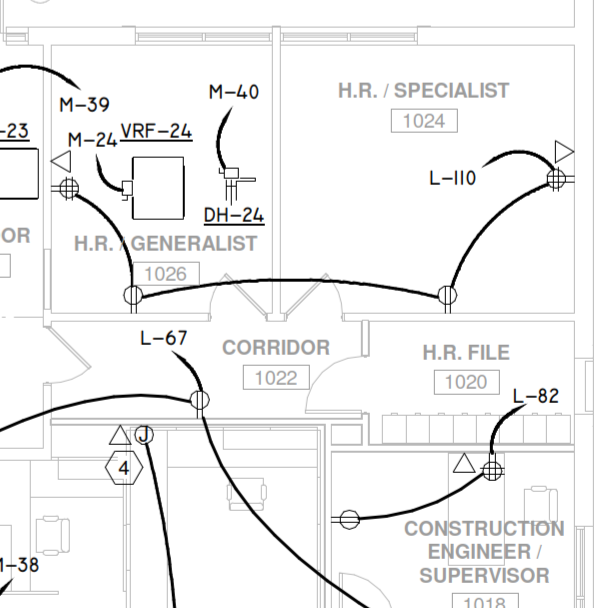 M-40
H.R. / SPECIALIST
1024
M-39
-23
M-24
VRF-24
L-110
DH-24
OR
H.R. / GENERALIST
1026
L-67
CORRIDOR
1022
H.R. FILE
1020
L-82
J
4
CONSTRUCTION
ENGINEER /
SUPERVISOR
1018
-38